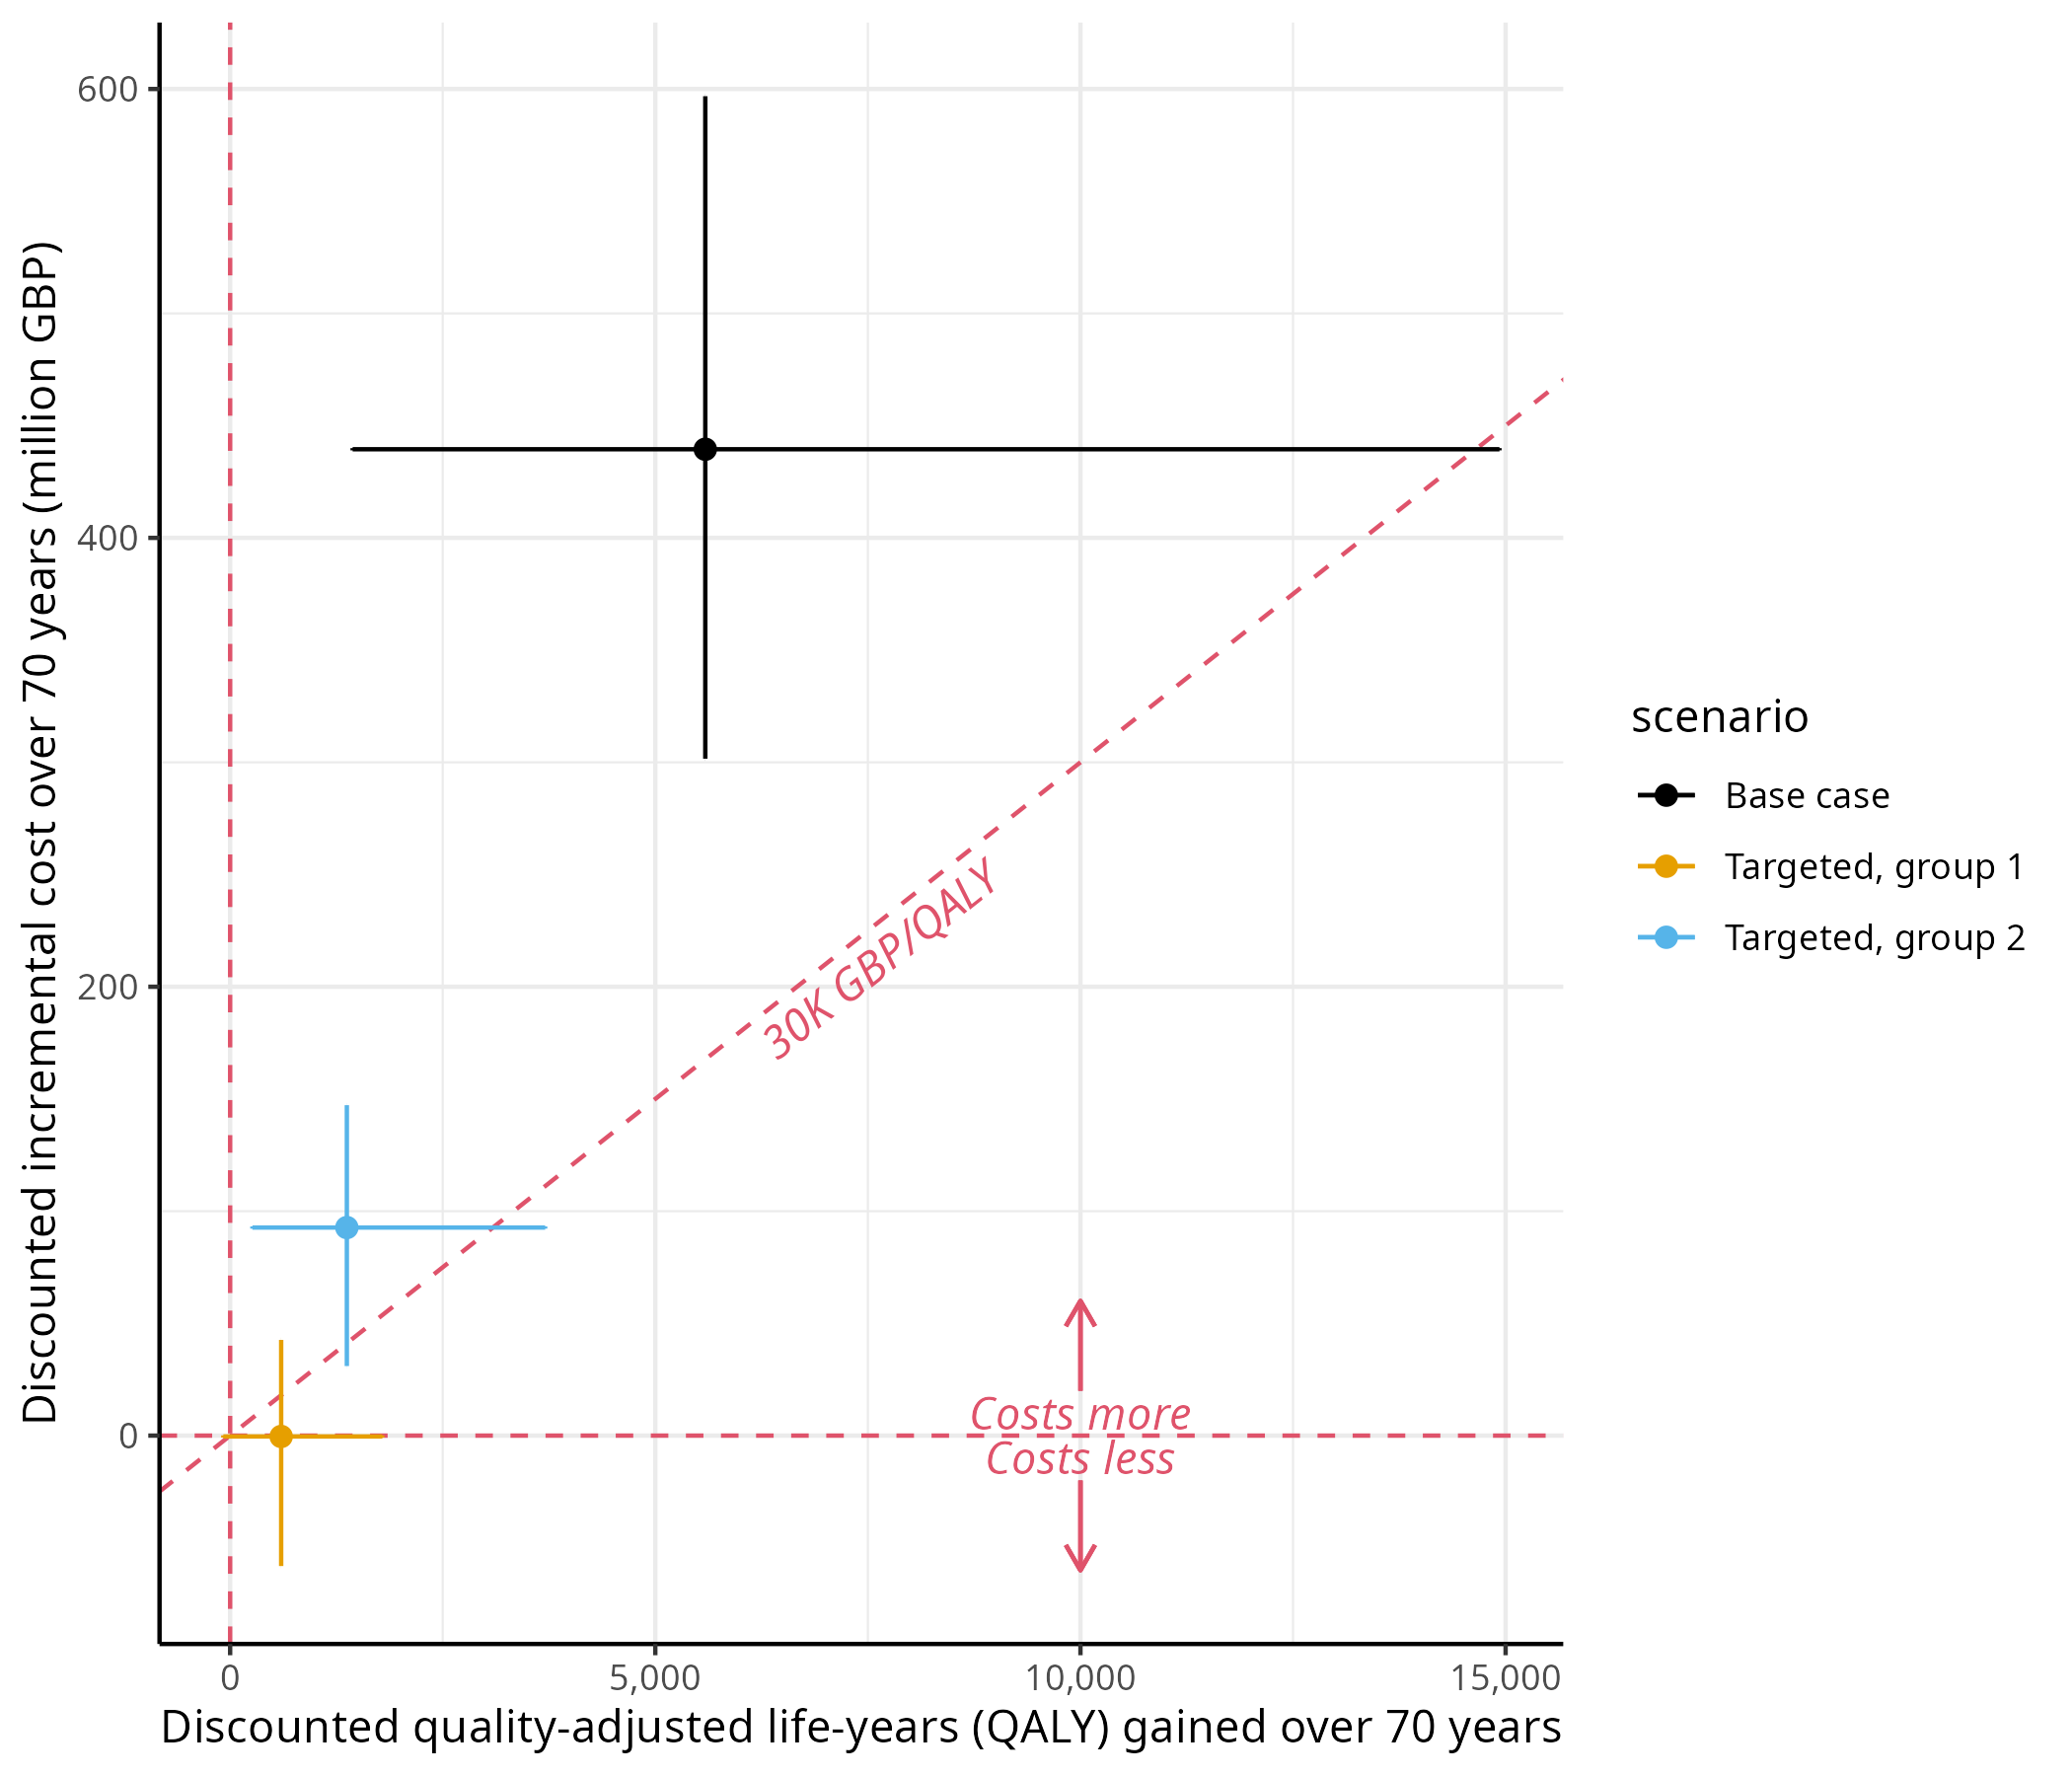 Discounted incremental cost over 70 years (million GBP)
600
400
200
0
30K GBP/QALY
Costs more
Costs less
0
5,000
10,000
15,000
Discounted quality-adjusted life-years (QALY) gained over 70 years
scenario
Base case
Targeted, group 1
Targeted, group 2